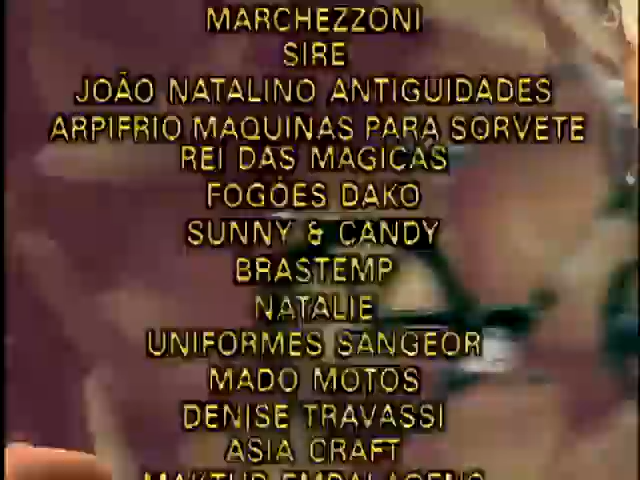 MARCHEZZONI
SIRE
JOÃO NATALINO ANTIGUIDADES
ARPIFRIO MAQUINAS PARA SORVETE
REI DAS MAGICAS
FOGÕES DAKO
SUNNY & CANDY
BRASTEMP
NATALIE
UNIFORMES SANGEOR
MADO MOTOS
DENISE TRAVASSI
ASIA CRAFT